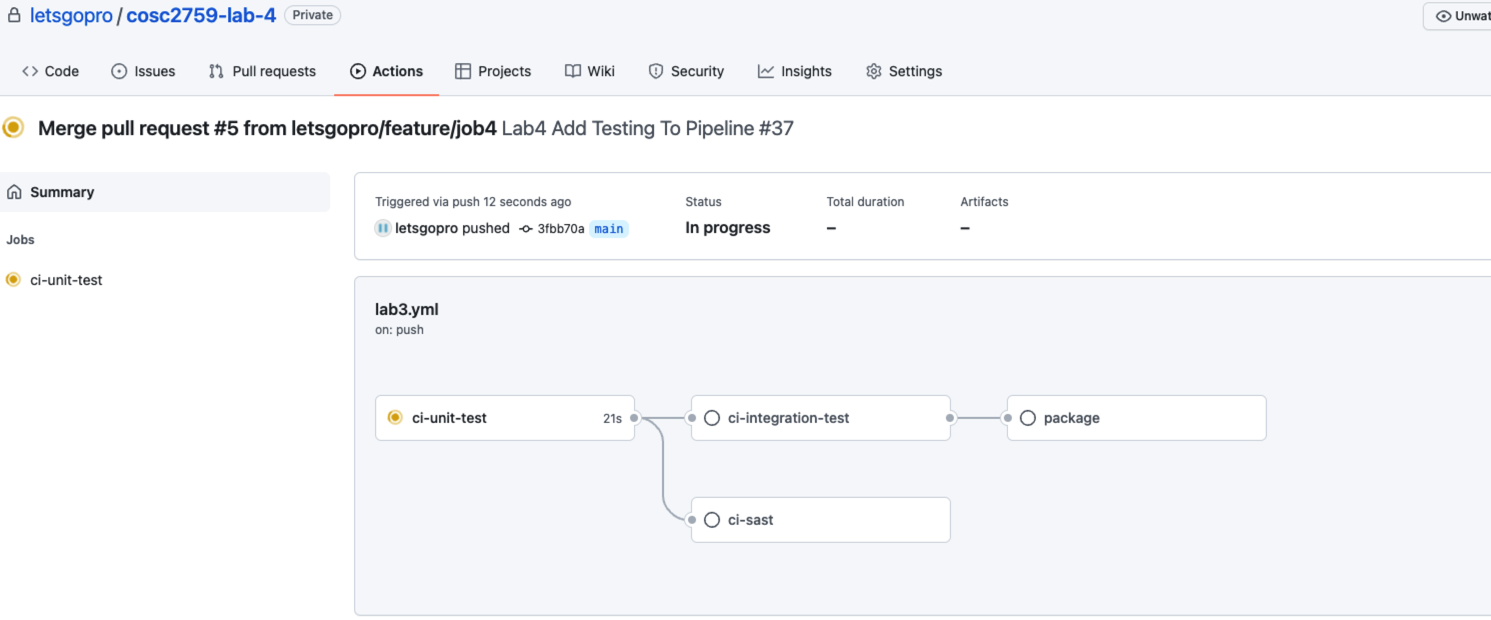 letsgopro / cosc2759-lab-4 Private
Unwat
Code Issues Pull requests Actions Projects Wiki Security Insights Settings
Merge pull request #5 from letsgopro/feature/job4 Lab4 Add Testing To Pipeline #37
Summary
Jobs
ci-unit-test
Triggered via push 12 seconds ago
letsgopro pushed 3fbb70a main
Status
In progress
Total duration
–
Artifacts
–
lab3.yml
on: push
ci-unit-test 21s
ci-integration-test
package
ci-sast